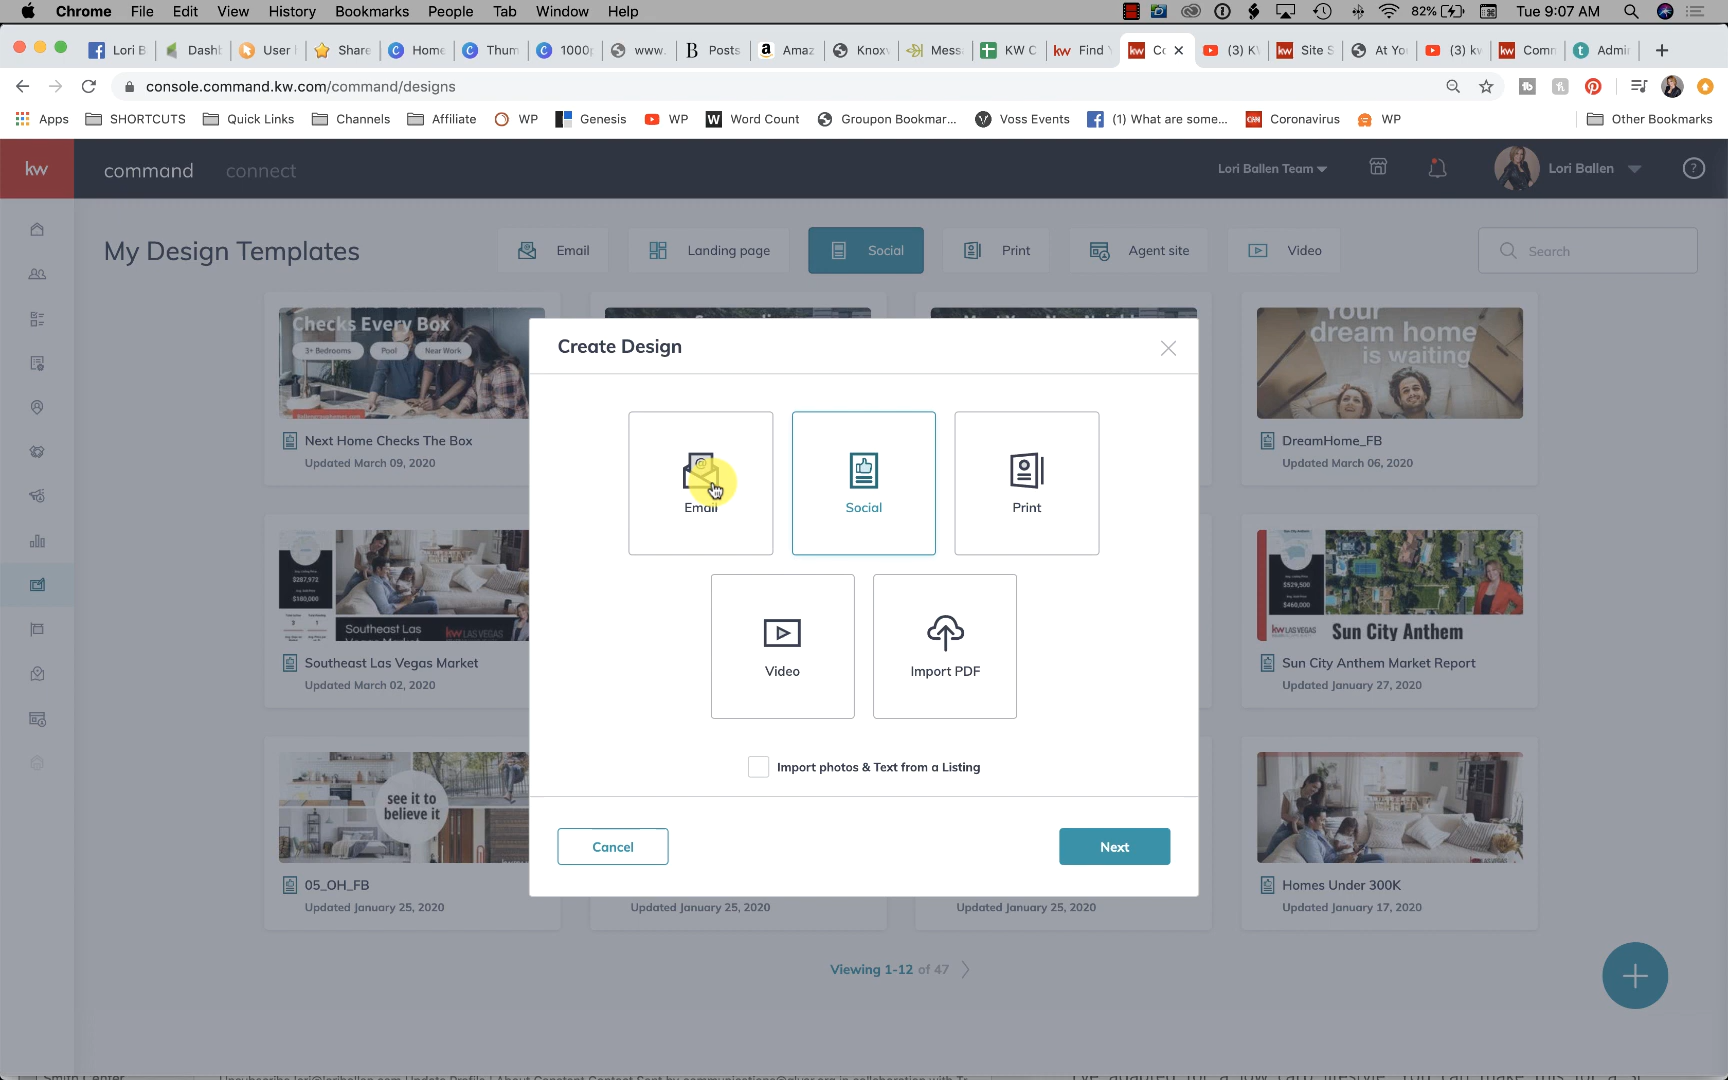 Chrome File Edit View History Bookmarks People Tab Window Help 82% Tue 9:07 AM
Lori B Dash User Share Home Thum 1000 www. Posts Amaz Knox Mess KW C Find (3) K Site S At Yo (3) kw Comm Admi
console.command.kw.com/command/designs
Apps SHORTCUTS Quick Links Channels Affiliate WP Genesis WP Word Count Groupon Bookmar... Voss Events (1) What are some... Coronavirus WP Other Bookmarks
kw command connect Lori Ballen Team Lori Ballen
My Design Templates Email Landing page Social Print Agent site Video Search
Checks Every Box
3+ Bedrooms Pool Near Work
Your
dream home
is waiting
Create Design
Next Home Checks The Box
Updated March 09, 2020
DreamHome_FB
Updated March 06, 2020
Email Social Print
$287,972
$180,000
3 1
Southeast Las
Vegas Market
kw LAS VEGAS
$529,500
$460,000
kw LAS VEGAS Sun City Anthem
Southeast Las Vegas Market
Updated March 02, 2020
Sun City Anthem Market Report
Updated January 27, 2020
Video Import PDF
Import photos & Text from a Listing
see it to
believe it
Cancel Next
05_OH_FB
Updated January 25, 2020
Updated January 25, 2020
Updated January 25, 2020
Homes Under 300K
Updated January 17, 2020
Viewing 1-12 of 47